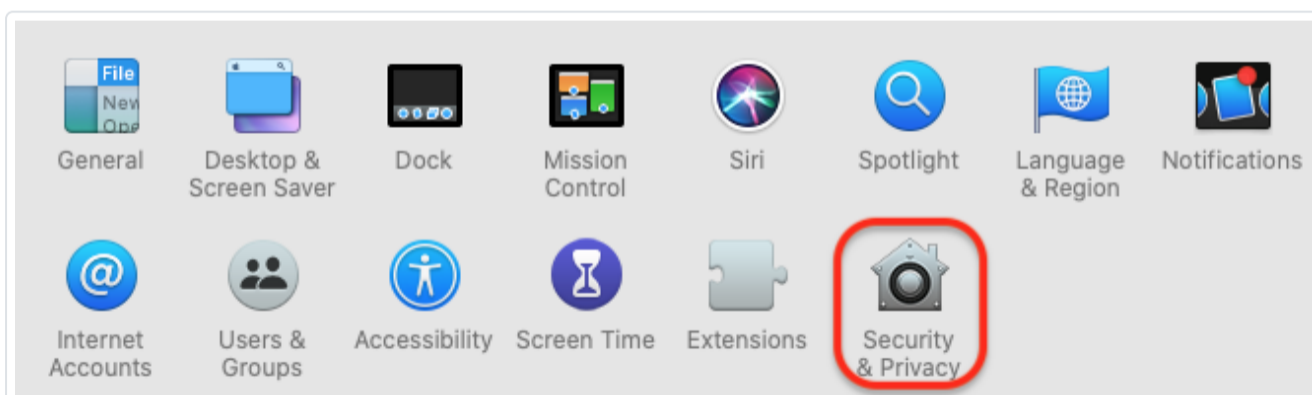 File
New
Ope
General
Desktop &
Screen Saver
Dock
Mission
Control
Siri
Spotlight
Language
& Region
Notifications
@
Internet
Accounts
Users &
Groups
Accessibility
Screen Time
Extensions
Security
& Privacy